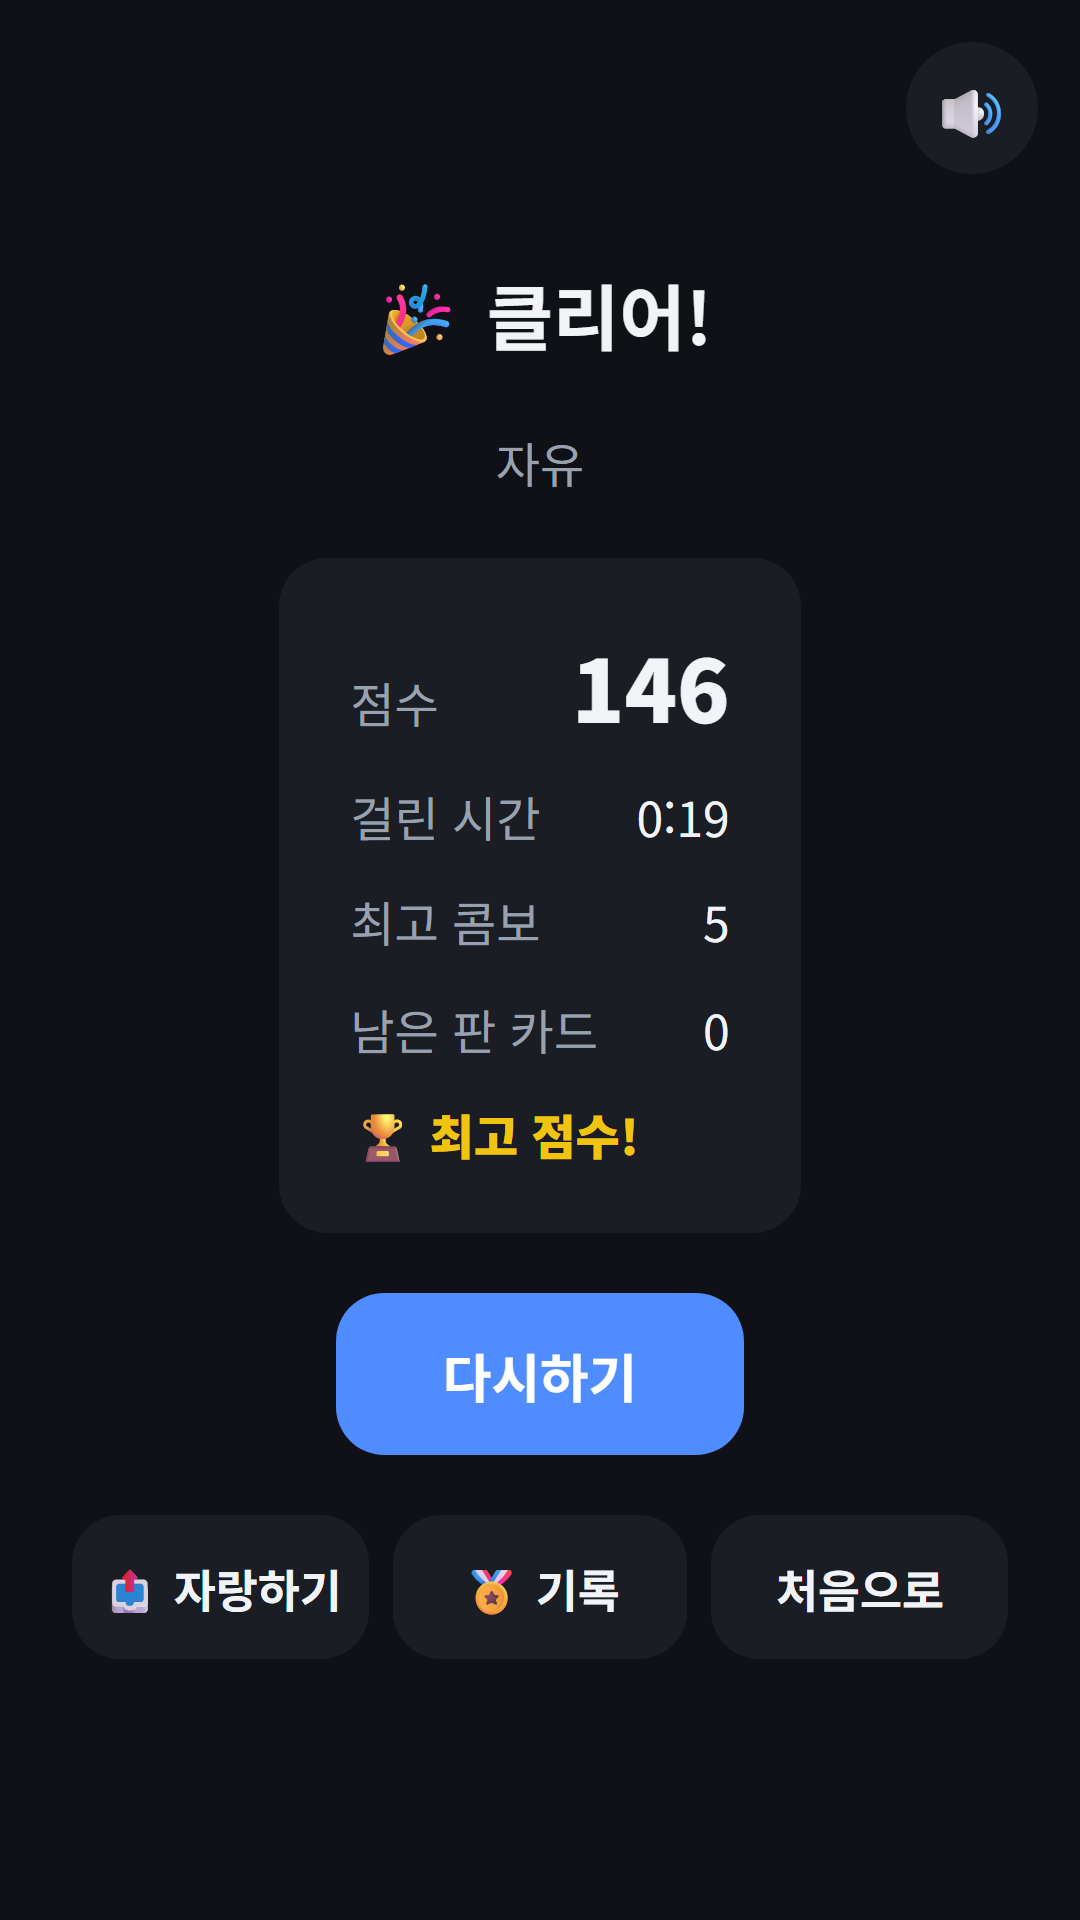 🎉 클리어!
자유
점수 146
걸린 시간 0:19
최고 콤보 5
남은 판 카드 0
🏆 최고 점수!
다시하기
📤 자랑하기 🏅 기록 처음으로